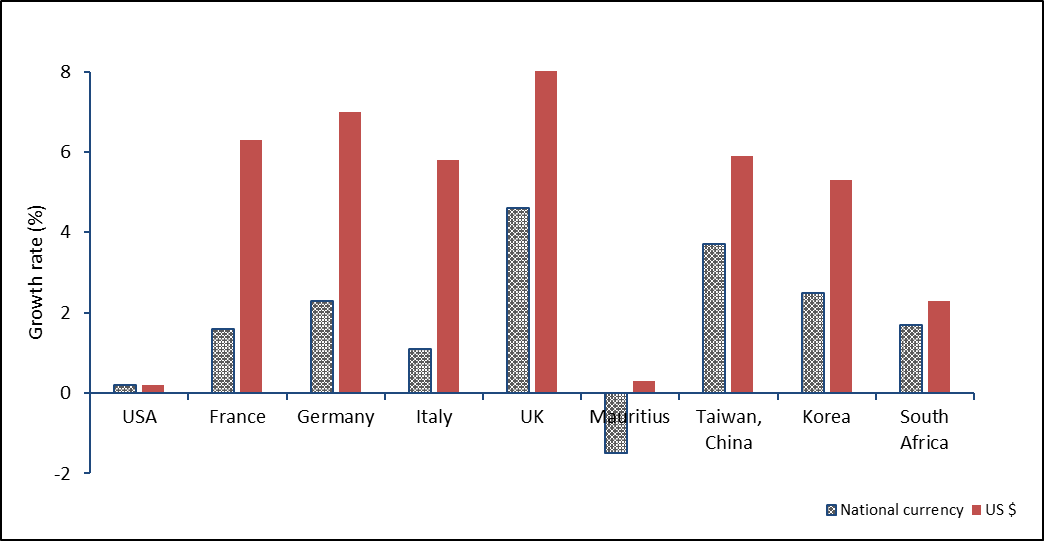 8
6
4
2
0
-2
Growth rate (%)
USA France Germany Italy UK Mauritius Taiwan, China Korea South Africa
National currency US $